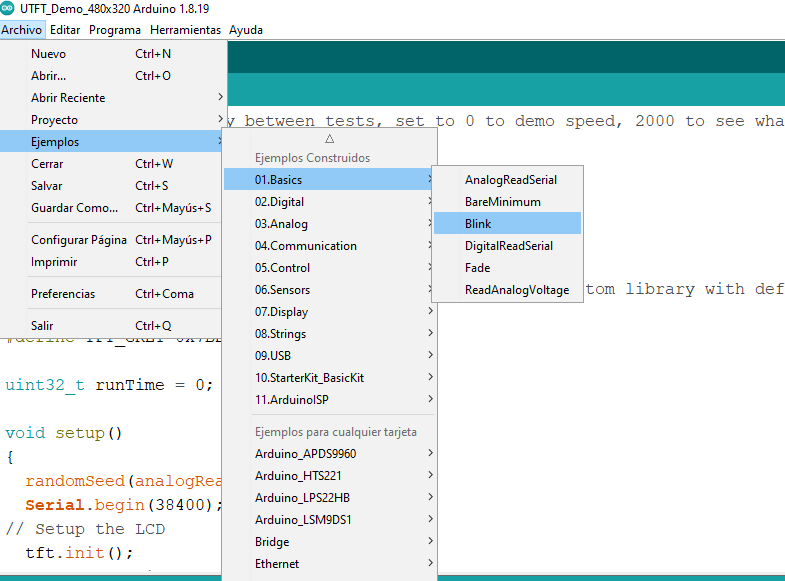 UTFT_Demo_480x320 Arduino 1.8.19
Archivo Editar Programa Herramientas Ayuda
Nuevo Ctrl+N
Abrir... Ctrl+O
Abrir Reciente
Proyecto
Ejemplos
Cerrar Ctrl+W
Salvar Ctrl+S
Guardar Como... Ctrl+Mayús+S
Configurar Página Ctrl+Mayús+P
Imprimir Ctrl+P
Preferencias Ctrl+Coma
Salir Ctrl+Q
Ejemplos Construidos
01.Basics
02.Digital
03.Analog
04.Communication
05.Control
06.Sensors
07.Display
08.Strings
09.USB
10.StarterKit_BasicKit
11.ArduinoISP
Ejemplos para cualquier tarjeta
Arduino_APDS9960
Arduino_HTS221
Arduino_LPS22HB
Arduino_LSM9DS1
Bridge
Ethernet
AnalogReadSerial
BareMinimum
Blink
DigitalReadSerial
Fade
ReadAnalogVoltage
y between tests, set to 0 to demo speed, 2000 to see wha
tom library with def
uint32_t runTime = 0;
void setup()
{
randomSeed(analogRea
Serial.begin(38400);
// Setup the LCD
tft.init();